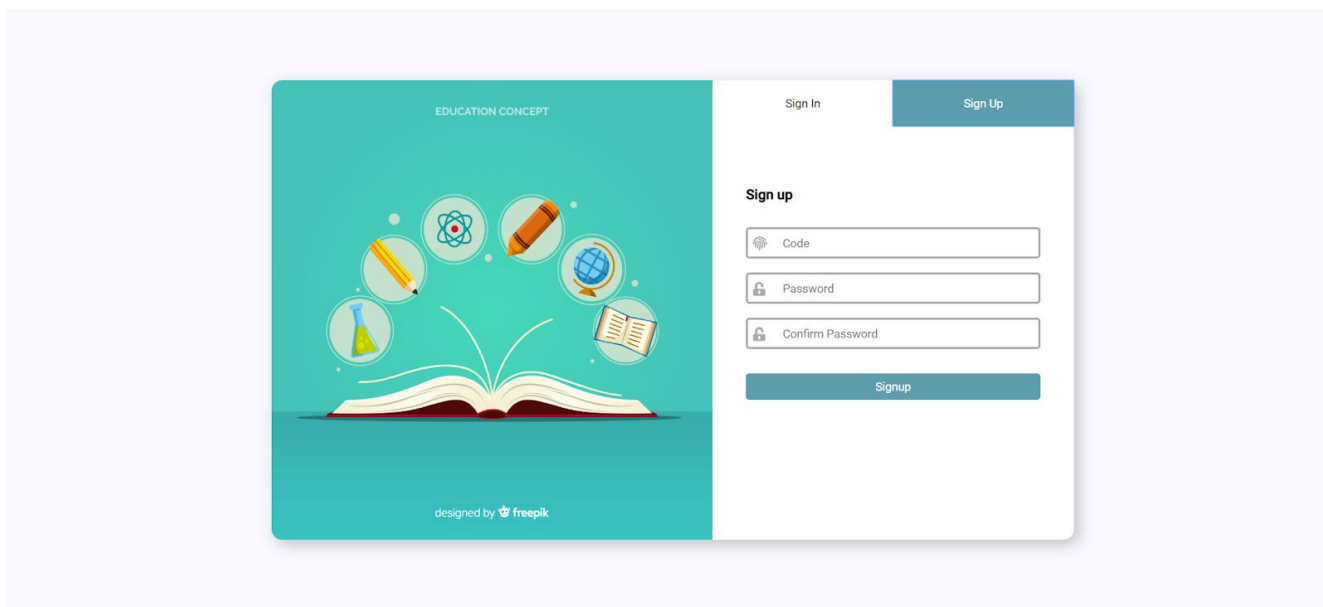 EDUCATION CONCEPT
designed by freepik
Sign In
Sign Up
Sign up
Code
Password
Confirm Password
Signup